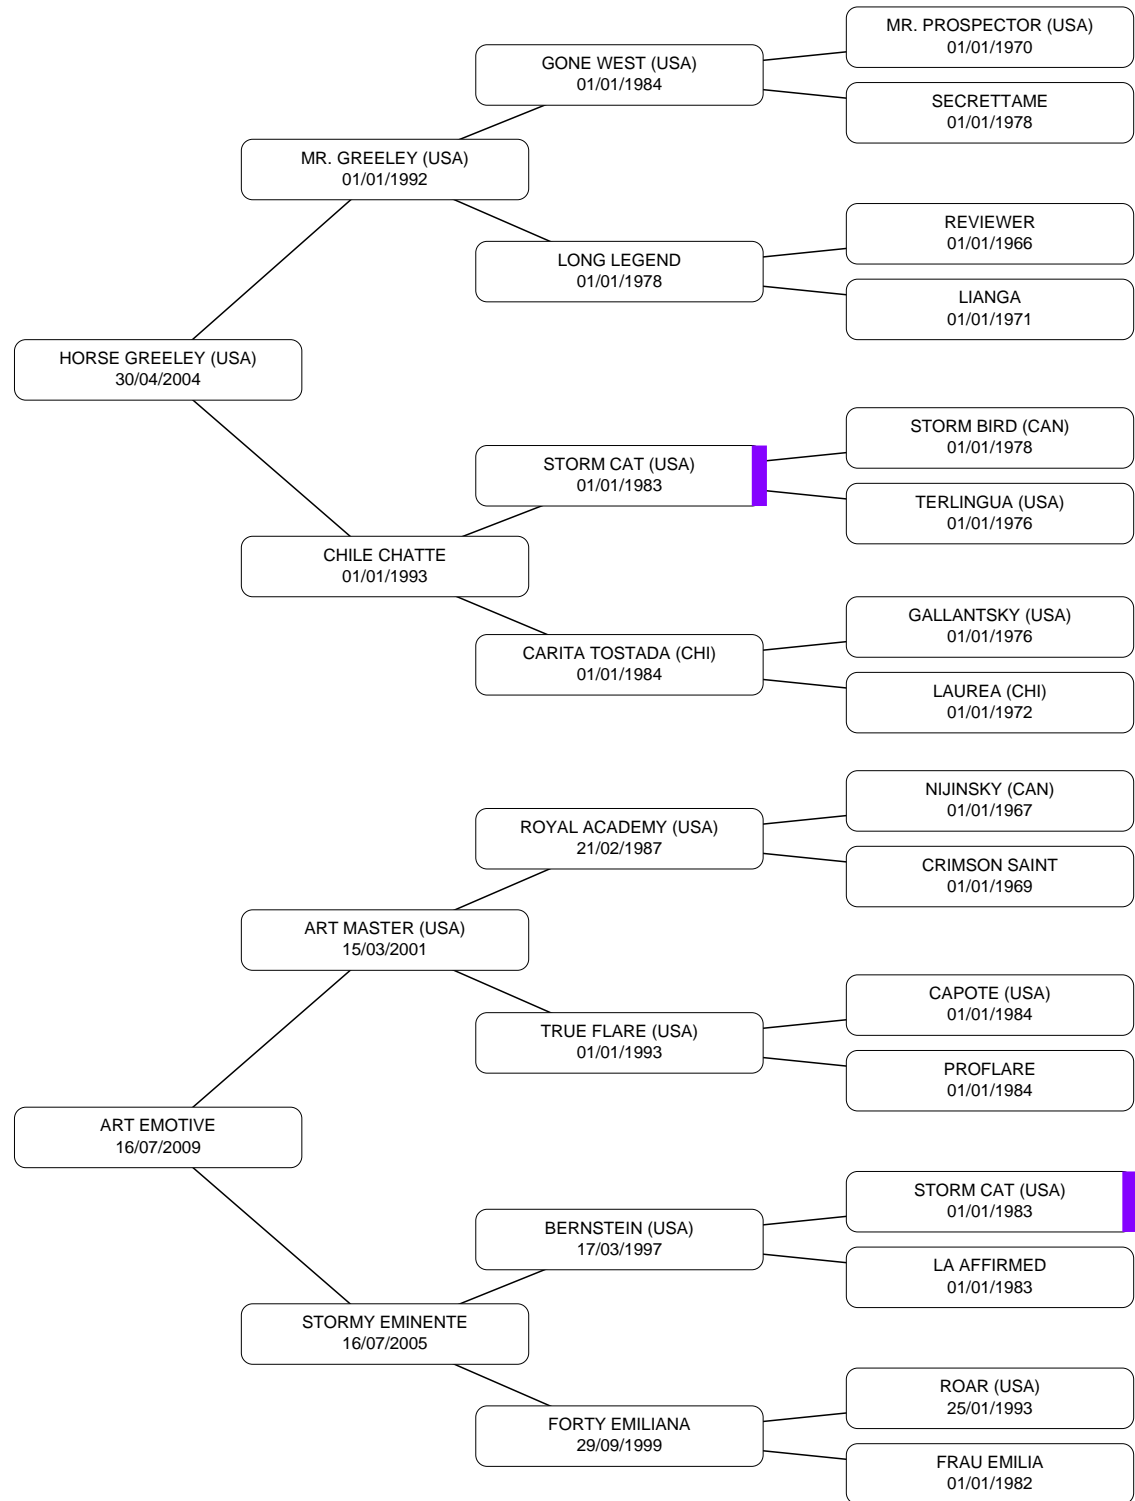 MR. PROSPECTOR (USA)
01/01/1970
GONE WEST (USA)
01/01/1984
SECRETTAME
01/01/1978
MR. GREELEY (USA)
01/01/1992
REVIEWER
01/01/1966
LONG LEGEND
01/01/1978
LIANGA
01/01/1971
HORSE GREELEY (USA)
30/04/2004
STORM BIRD (CAN)
01/01/1978
STORM CAT (USA)
01/01/1983
TERLINGUA (USA)
01/01/1976
CHILE CHATTE
01/01/1993
GALLANTSKY (USA)
01/01/1976
CARITA TOSTADA (CHI)
01/01/1984
LAUREA (CHI)
01/01/1972
NIJINSKY (CAN)
01/01/1967
ROYAL ACADEMY (USA)
21/02/1987
CRIMSON SAINT
01/01/1969
ART MASTER (USA)
15/03/2001
CAPOTE (USA)
01/01/1984
TRUE FLARE (USA)
01/01/1993
PROFLARE
01/01/1984
ART EMOTIVE
16/07/2009
STORM CAT (USA)
01/01/1983
BERNSTEIN (USA)
17/03/1997
LA AFFIRMED
01/01/1983
STORMY EMINENTE
16/07/2005
ROAR (USA)
25/01/1993
FORTY EMILIANA
29/09/1999
FRAU EMILIA
01/01/1982